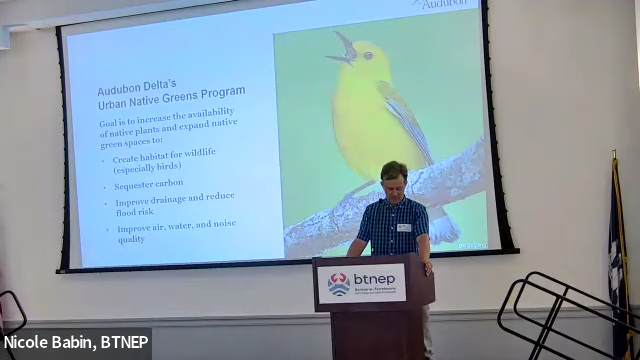 Audubon
Audubon Delta's
Urban Native Greens Program
Goal is to increase the availability
of native plants and expand native
green spaces to:
• Create habitat for wildlife
(especially birds)
• Sequester carbon
• Improve drainage and reduce
flood risk
• Improve air, water, and noise
quality
btnep
Nicole Babin, BTNEP